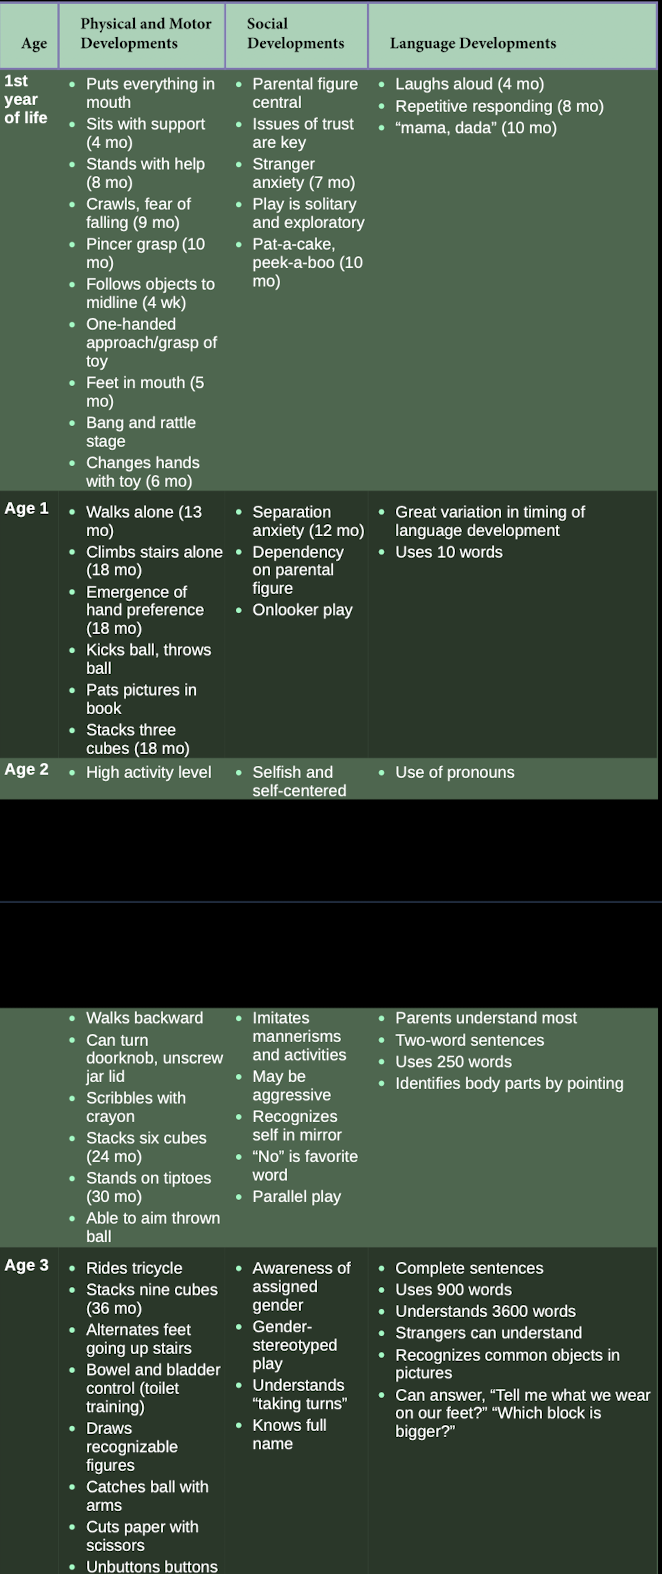 Age
Physical and Motor
Developments
Social
Developments
Language Developments
1st
year
of life
• Puts everything in
mouth
• Sits with support
(4 mo)
• Stands with help
(8 mo)
• Crawls, fear of
falling (9 mo)
• Pincer grasp (10
mo)
• Follows objects to
midline (4 wk)
• One-handed
approach/grasp of
toy
• Feet in mouth (5
mo)
• Bang and rattle
stage
• Changes hands
with toy (6 mo)
• Parental figure
central
• Issues of trust
are key
• Stranger
anxiety (7 mo)
• Play is solitary
and exploratory
• Pat-a-cake,
peek-a-boo (10
mo)
• Laughs aloud (4 mo)
• Repetitive responding (8 mo)
• “mama, dada” (10 mo)
Age 1
• Walks alone (13
mo)
• Climbs stairs alone
(18 mo)
• Emergence of
hand preference
(18 mo)
• Kicks ball, throws
ball
• Pats pictures in
book
• Stacks three
cubes (18 mo)
• Separation
anxiety (12 mo)
• Dependency
on parental
figure
• Onlooker play
• Great variation in timing of
language development
• Uses 10 words
Age 2
• High activity level
• Selfish and
self-centered
• Use of pronouns
• Walks backward
• Can turn
doorknob, unscrew
jar lid
• Scribbles with
crayon
• Stacks six cubes
(24 mo)
• Stands on tiptoes
(30 mo)
• Able to aim thrown
ball
• Imitates
mannerisms
and activities
• May be
aggressive
• Recognizes
self in mirror
• “No” is favorite
word
• Parallel play
• Parents understand most
• Two-word sentences
• Uses 250 words
• Identifies body parts by pointing
Age 3
• Rides tricycle
• Stacks nine cubes
(36 mo)
• Alternates feet
going up stairs
• Bowel and bladder
control (toilet
training)
• Draws
recognizable
figures
• Catches ball with
arms
• Cuts paper with
scissors
• Unbuttons buttons
• Awareness of
assigned
gender
• Gender-
stereotyped
play
• Understands
“taking turns”
• Knows full
name
• Complete sentences
• Uses 900 words
• Understands 3600 words
• Strangers can understand
• Recognizes common objects in
pictures
• Can answer, “Tell me what we wear
on our feet?” “Which block is
bigger?”